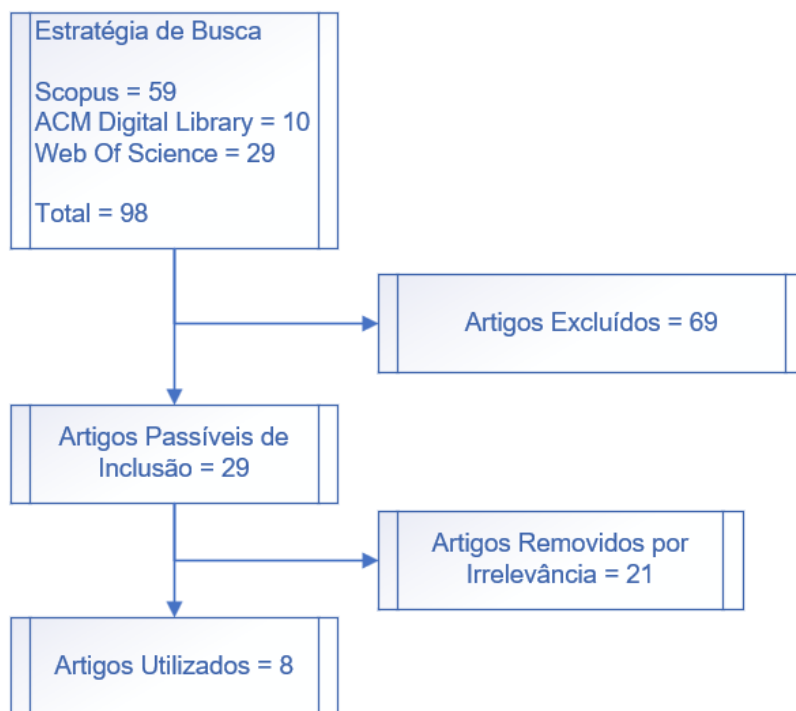 Estratégia de Busca
Scopus = 59
ACM Digital Library = 10
Web Of Science = 29
Total = 98
Artigos Excluídos = 69
Artigos Passíveis de
Inclusão = 29
Artigos Removidos por
Irrelevância = 21
Artigos Utilizados = 8